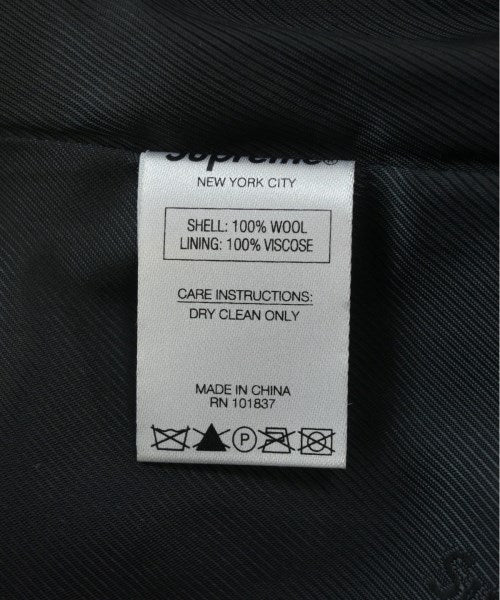 Supreme®
NEW YORK CITY
SHELL: 100% WOOL
LINING: 100% VISCOSE
CARE INSTRUCTIONS:
DRY CLEAN ONLY
MADE IN CHINA
RN 101837
P